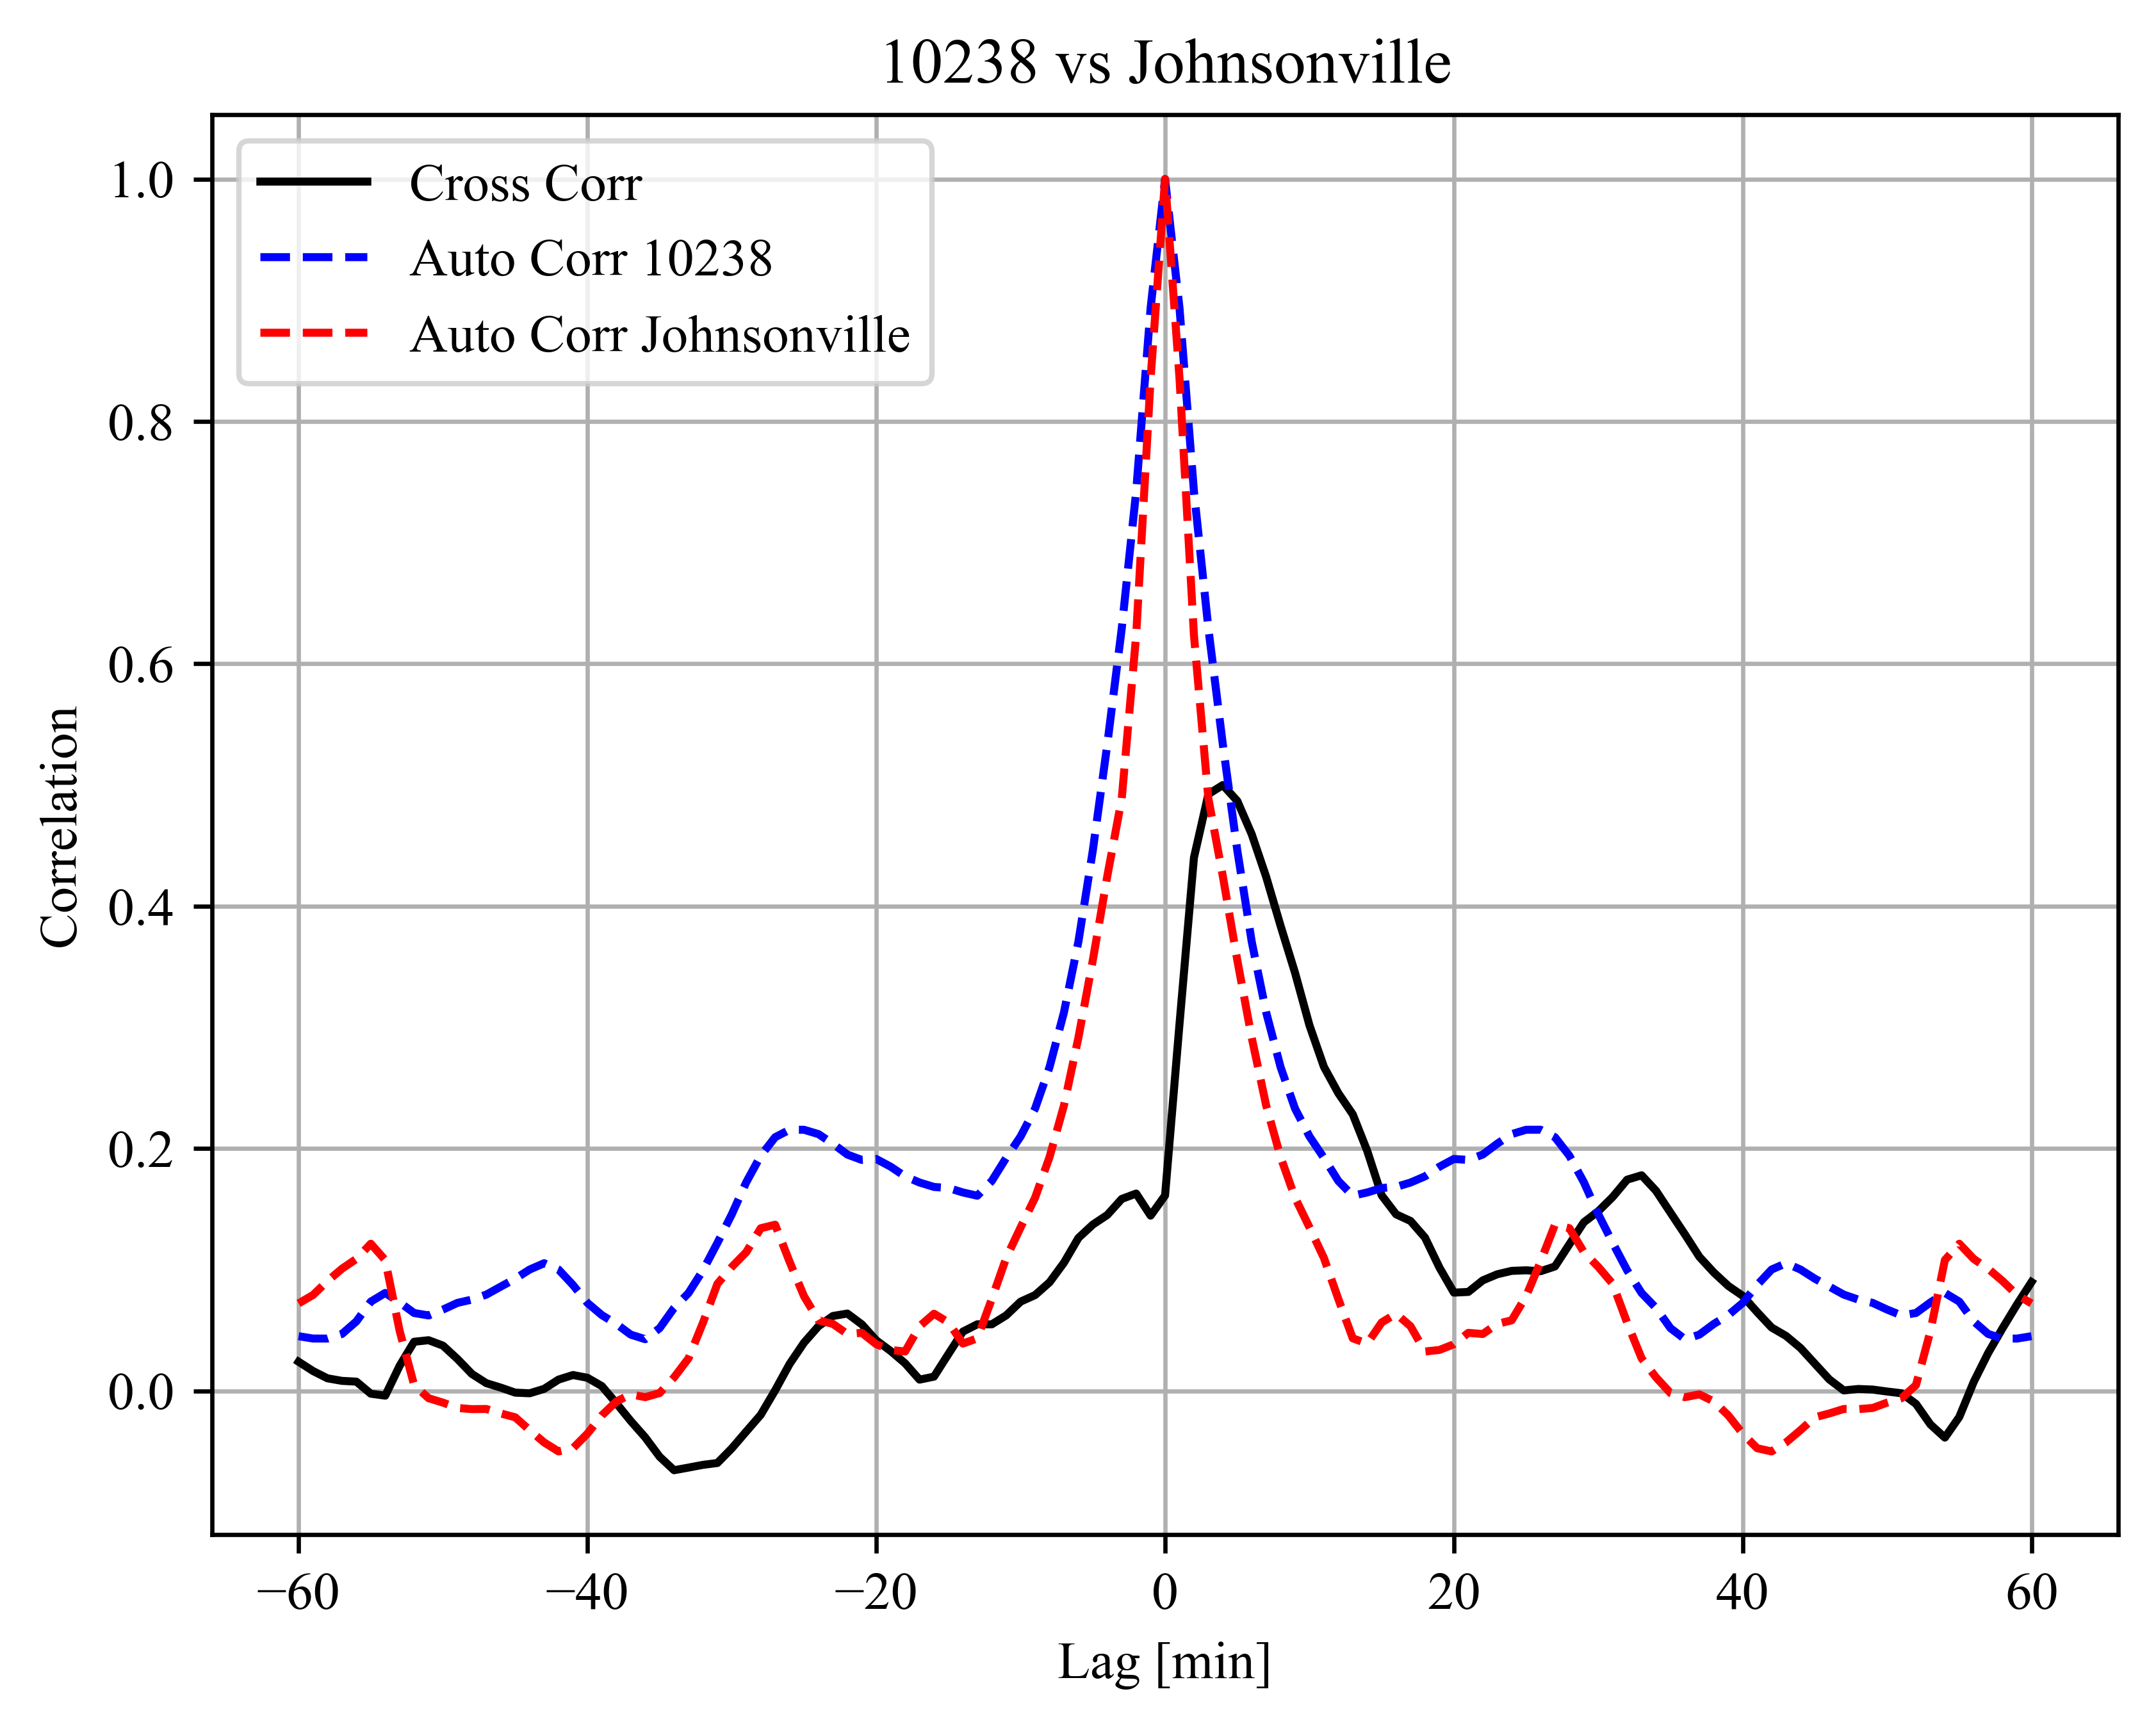 10238 vs Johnsonville
Cross Corr
Auto Corr 10238
Auto Corr Johnsonville
1.0
0.8
0.6
0.4
0.2
0.0
Correlation
−60 −40 −20 0 20 40 60
Lag [min]